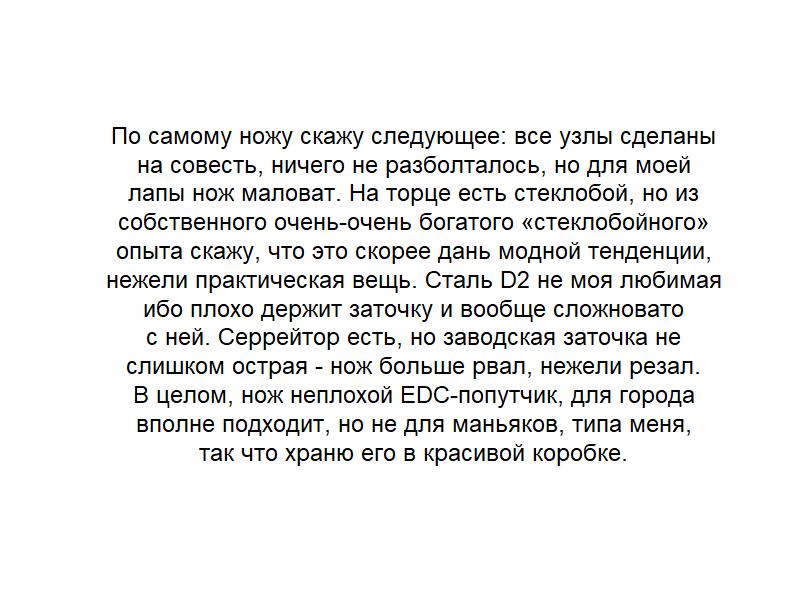 По самому ножу скажу следующее: все узлы сделаны
на совесть, ничего не разболталось, но для моей
лапы нож маловат. На торце есть стеклобой, но из
собственного очень-очень богатого «стеклобойного»
опыта скажу, что это скорее дань модной тенденции,
нежели практическая вещь. Сталь D2 не моя любимая
ибо плохо держит заточку и вообще сложновато
с ней. Серрейтор есть, но заводская заточка не
слишком острая - нож больше рвал, нежели резал.
В целом, нож неплохой EDC-попутчик, для города
вполне подходит, но не для маньяков, типа меня,
так что храню его в красивой коробке.